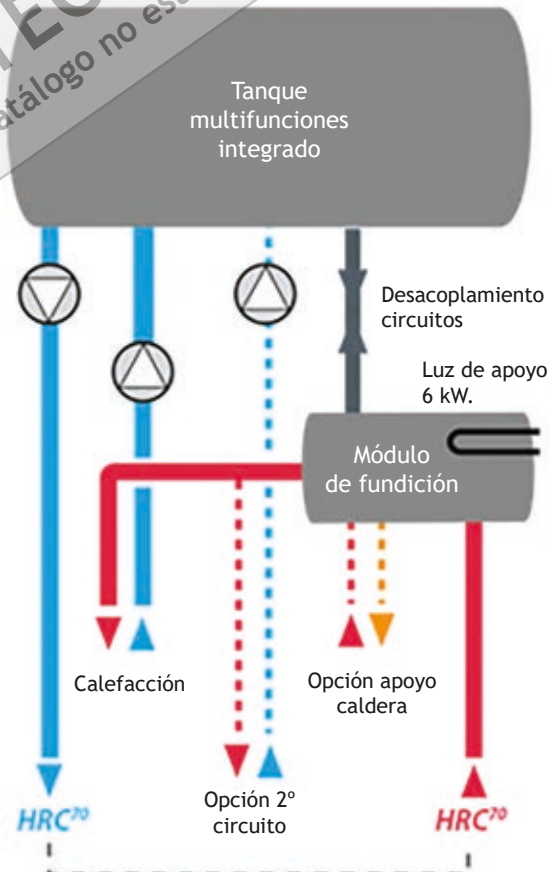 catálogo no es
Tanque
multifunciones
integrado
Desacoplamiento
circuitos
Luz de apoyo
6 kW.
Módulo
de fundición
Calefacción
Opción apoyo
caldera
Opción 2º
circuito
HRC⁷⁰
HRC⁷⁰